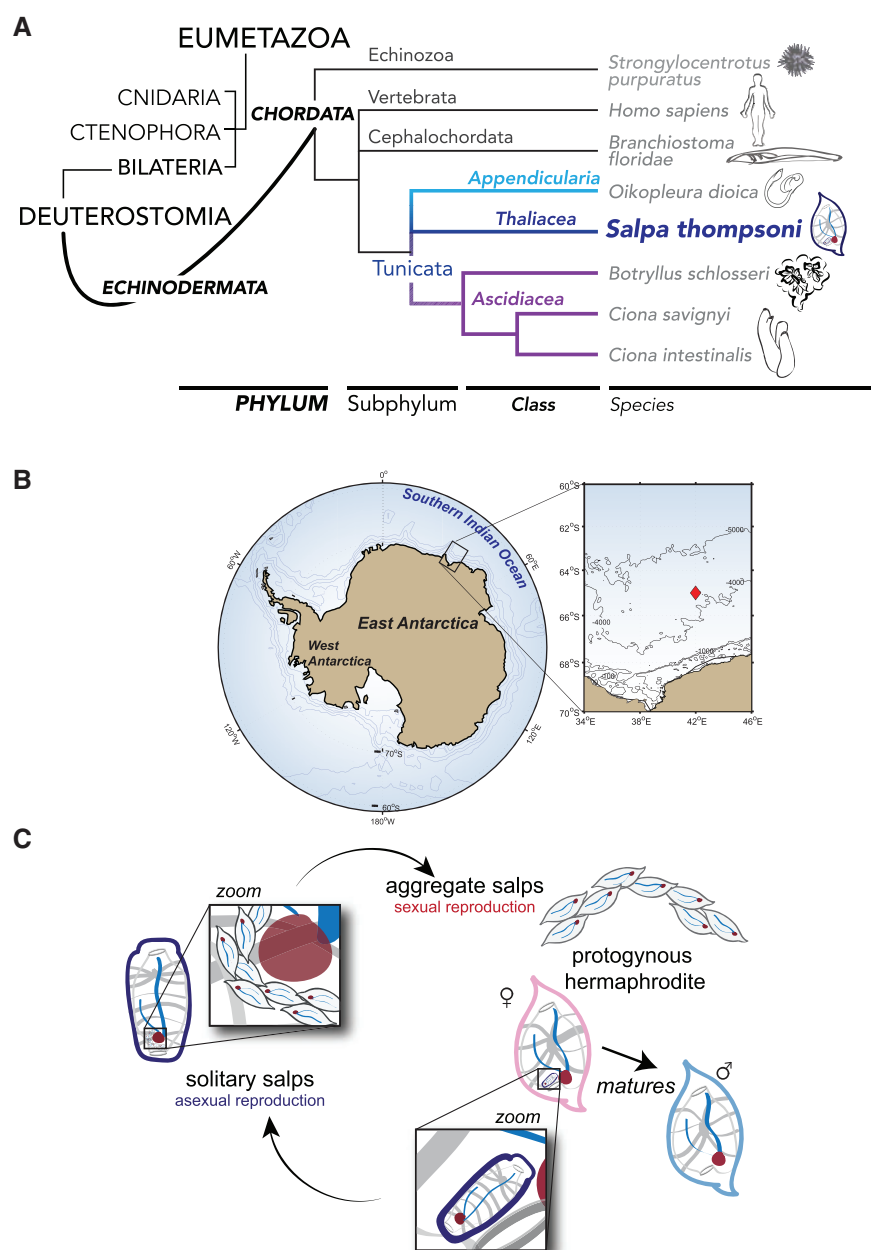 A
EUMETAZOA
CNIDARIA
CTENOPHORA
BILATERIA
DEUTEROSTOMIA
ECHINODERMATA
CHORDATA
Echinozoa
Vertebrata
Cephalochordata
Appendicularia
Thaliacea
Tunicata
Ascidiacea
Strongylocentrotus
purpuratus
Homo sapiens
Branchiostoma
floridae
Oikopleura dioica
Salpa thompsoni
Botryllus schlosseri
Ciona savignyi
Ciona intestinalis
PHYLUM
Subphylum
Class
Species
B
0°
Southern Indian Ocean
60°W
60°E
East Antarctica
West
Antarctica
120°W
120°E
70°S
60°S
180°W
60°S
62°S
64°S
66°S
68°S
70°S
34°E
38°E
42°E
46°E
-5000
-4000
-4000
-1000
-100
C
zoom
aggregate salps
sexual reproduction
protogynous
hermaphrodite
♀
matures
♂
solitary salps
asexual reproduction
zoom